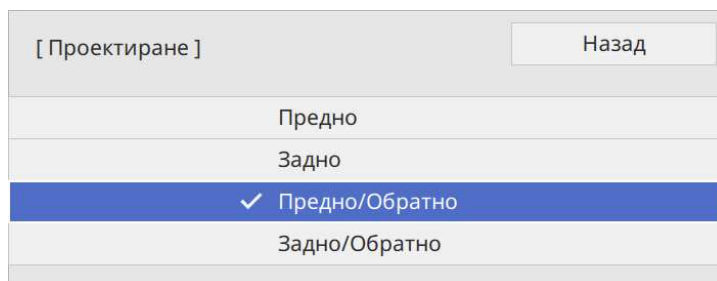 [ Проектиране ]
Назад
Предно
Задно
Предно/Обратно
Задно/Обратно